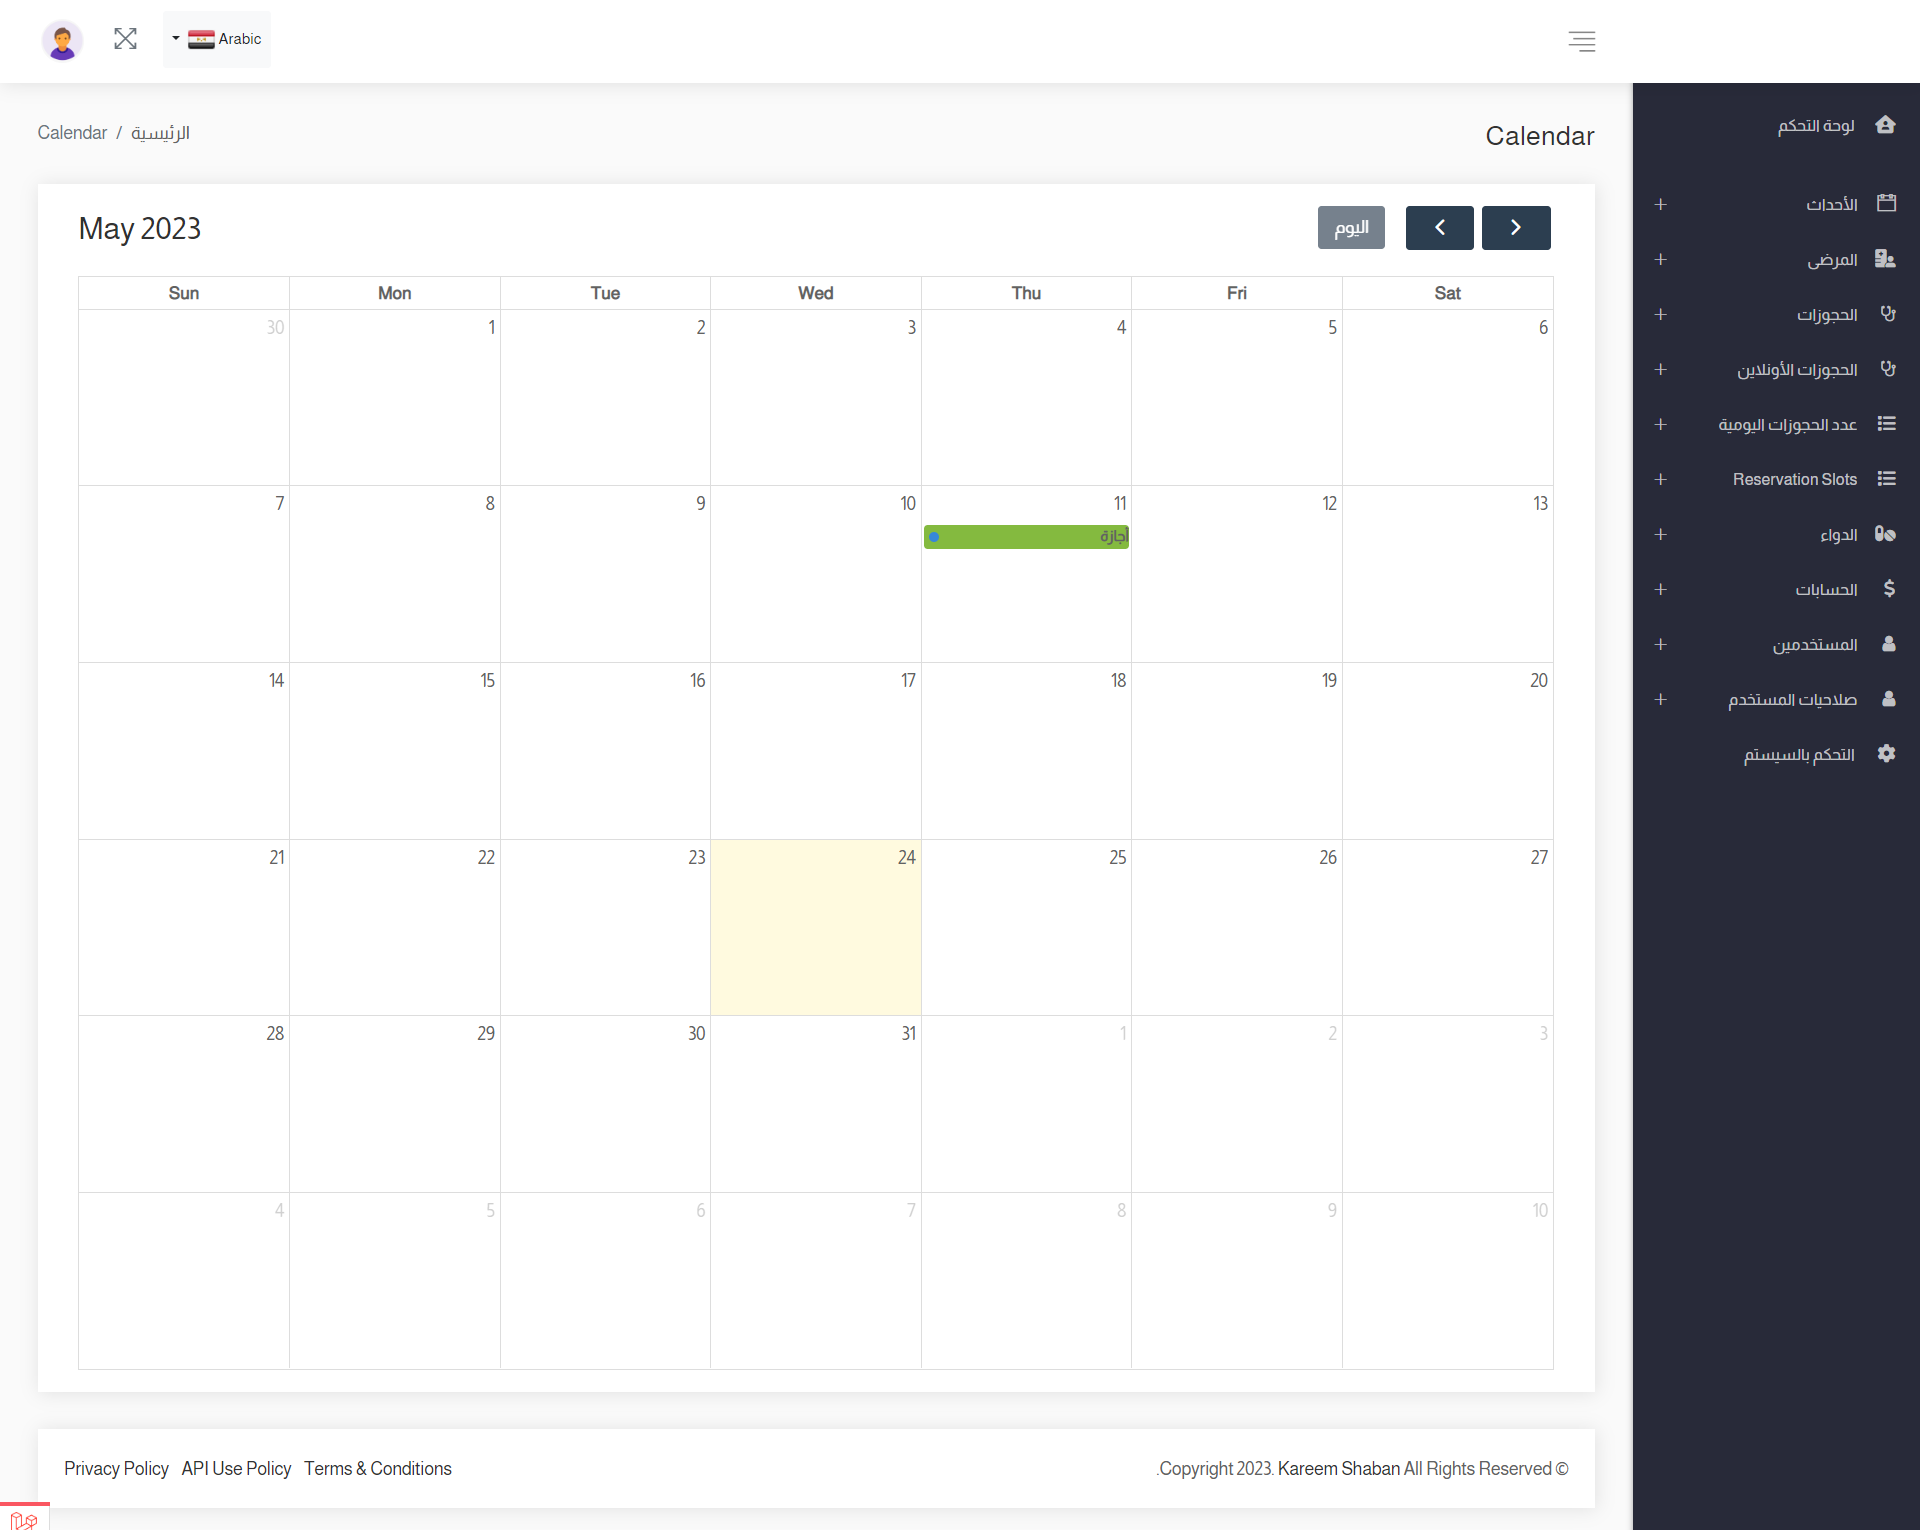 Arabic
Calendar
الرئيسية / Calendar
لوحة التحكم
الأحداث
المرضى
الحجوزات
الحجوزات الأونلاين
عدد الحجوزات اليومية
Reservation Slots
الدواء
الحسابات
المستخدمين
صلاحيات المستخدم
التحكم بالسيستم
May 2023
اليوم
Sun Mon Tue Wed Thu Fri Sat
30 1 2 3 4 5 6
7 8 9 10 11 12 13
أجازة
14 15 16 17 18 19 20
21 22 23 24 25 26 27
28 29 30 31 1 2 3
4 5 6 7 8 9 10
Privacy Policy API Use Policy Terms & Conditions
.Copyright 2023. Kareem Shaban All Rights Reserved ©